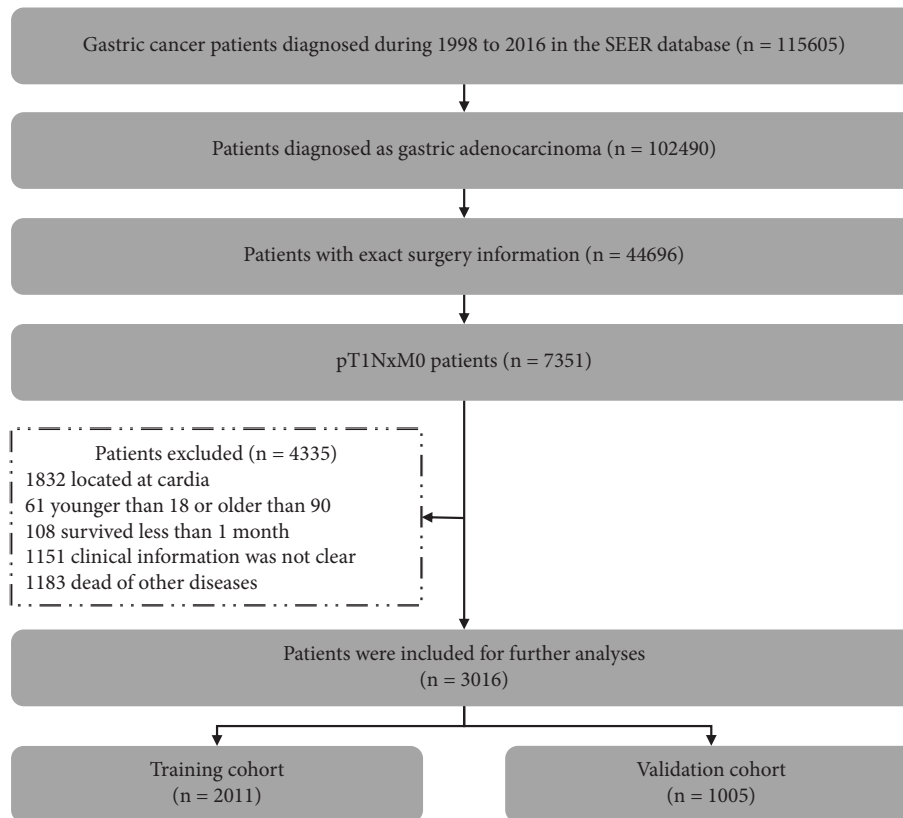 Gastric cancer patients diagnosed during 1998 to 2016 in the SEER database (n = 115605)
Patients diagnosed as gastric adenocarcinoma (n = 102490)
Patients with exact surgery information (n = 44696)
pT1NxM0 patients (n = 7351)
Patients excluded (n = 4335)
1832 located at cardia
61 younger than 18 or older than 90
108 survived less than 1 month
1151 clinical information was not clear
1183 dead of other diseases
Patients were included for further analyses
(n = 3016)
Training cohort
(n = 2011)
Validation cohort
(n = 1005)